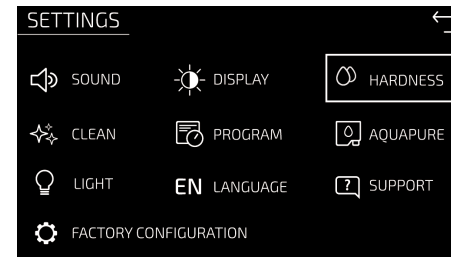 SETTINGS
SOUND DISPLAY HARDNESS
CLEAN PROGRAM AQUAPURE
LIGHT EN LANGUAGE ? SUPPORT
FACTORY CONFIGURATION